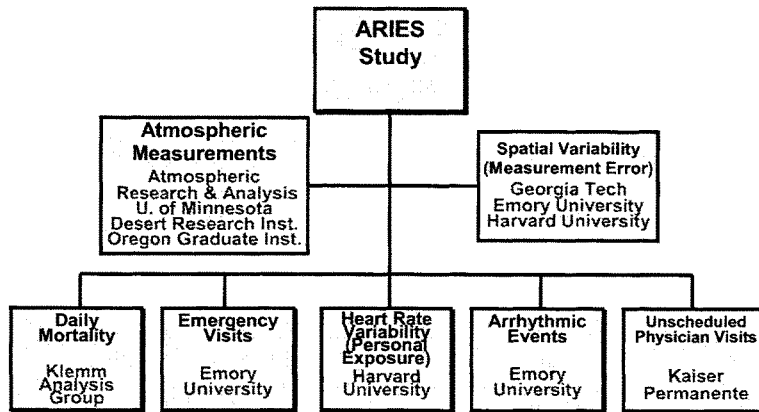 ARIES
Study
Atmospheric
Measurements
Atmospheric
Research & Analysis
U. of Minnesota
Desert Research Inst.
Oregon Graduate Inst.
Spatial Variability
(Measurement Error)
Georgia Tech
Emory University
Harvard University
Daily
Mortality
Klemm
Analysis
Group
Emergency
Visits
Emory
University
Heart Rate
Variability
(Personal
Exposure)
Harvard
University
Arrhythmic
Events
Emory
University
Unscheduled
Physician Visits
Kaiser
Permanente